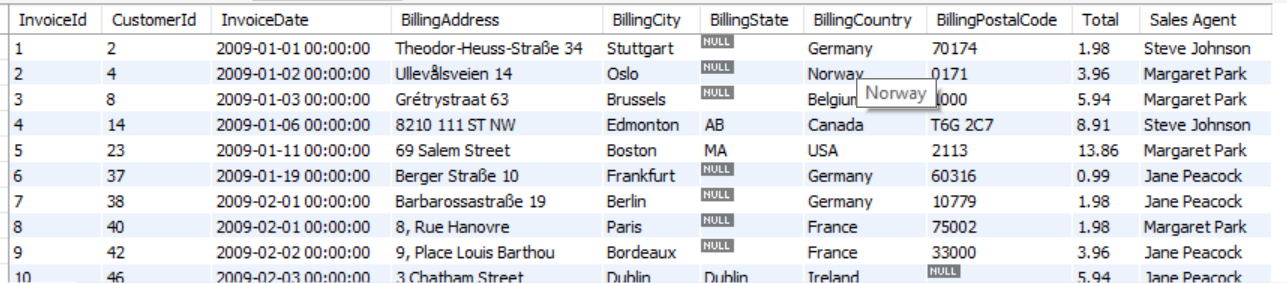 InvoiceId CustomerId InvoiceDate BillingAddress BillingCity BillingState BillingCountry BillingPostalCode Total Sales Agent
1 2 2009-01-01 00:00:00 Theodor-Heuss-Straße 34 Stuttgart NULL Germany 70174 1.98 Steve Johnson
2 4 2009-01-02 00:00:00 Ullevålsveien 14 Oslo NULL Norway 0171 3.96 Margaret Park
3 8 2009-01-03 00:00:00 Grétrystraat 63 Brussels NULL Belgium Norway 1000 5.94 Margaret Park
4 14 2009-01-06 00:00:00 8210 111 ST NW Edmonton AB Canada T6G 2C7 8.91 Steve Johnson
5 23 2009-01-11 00:00:00 69 Salem Street Boston MA USA 2113 13.86 Margaret Park
6 37 2009-01-19 00:00:00 Berger Straße 10 Frankfurt NULL Germany 60316 0.99 Jane Peacock
7 38 2009-02-01 00:00:00 Barbarossastraße 19 Berlin NULL Germany 10779 1.98 Jane Peacock
8 40 2009-02-01 00:00:00 8, Rue Hanovre Paris NULL France 75002 1.98 Margaret Park
9 42 2009-02-02 00:00:00 9, Place Louis Barthou Bordeaux NULL France 33000 3.96 Jane Peacock
10 46 2009-02-03 00:00:00 3 Chatham Street Dublin Dublin Ireland NULL 5.94 Jane Peacock